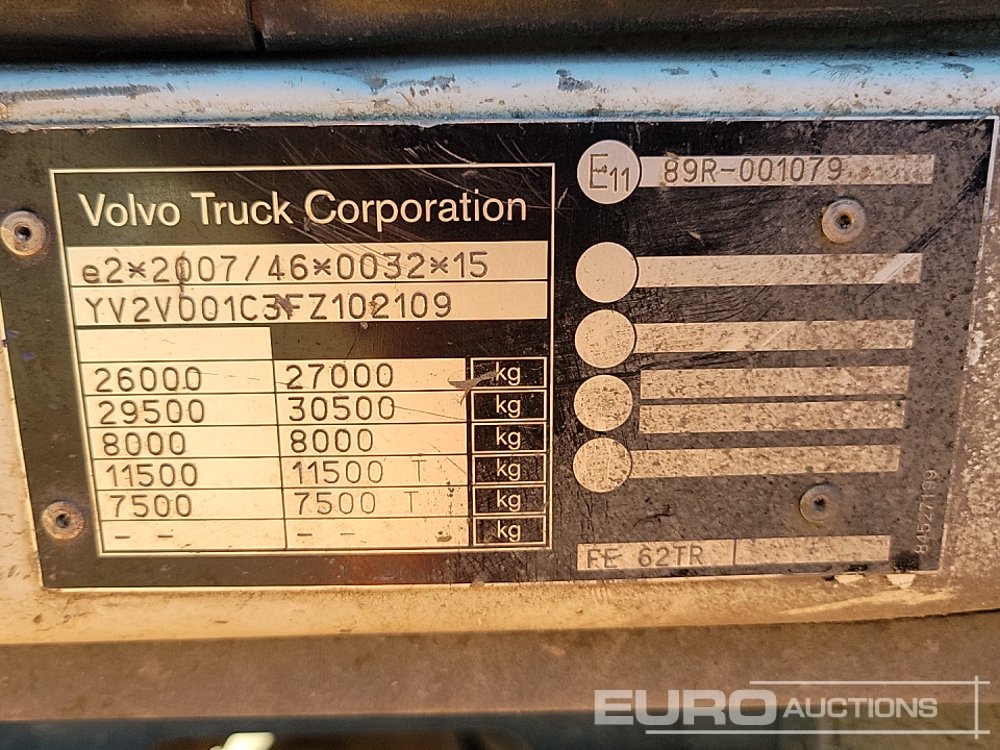 Volvo Truck Corporation
e2*2007/46*0032*15
YV2V001C3FZ102109
26000 27000 kg
29500 30500 kg
8000 8000 kg
11500 11500 T kg
7500 7500 T kg
– – – – kg
E11 89R-001079
FE 62TR
84521119
EURO AUCTIONS